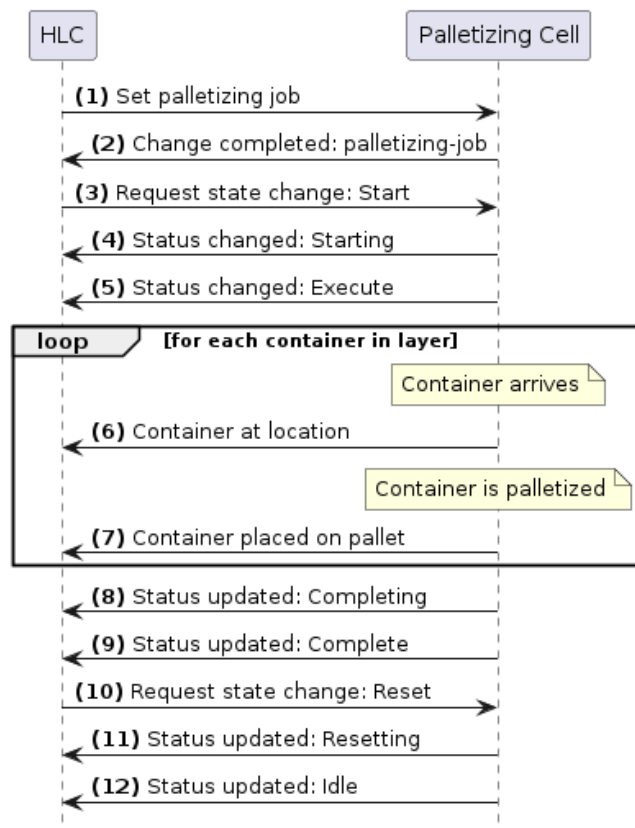 HLC
Palletizing Cell
(1) Set palletizing job
(2) Change completed: palletizing-job
(3) Request state change: Start
(4) Status changed: Starting
(5) Status changed: Execute
loop [for each container in layer]
Container arrives
(6) Container at location
Container is palletized
(7) Container placed on pallet
(8) Status updated: Completing
(9) Status updated: Complete
(10) Request state change: Reset
(11) Status updated: Resetting
(12) Status updated: Idle